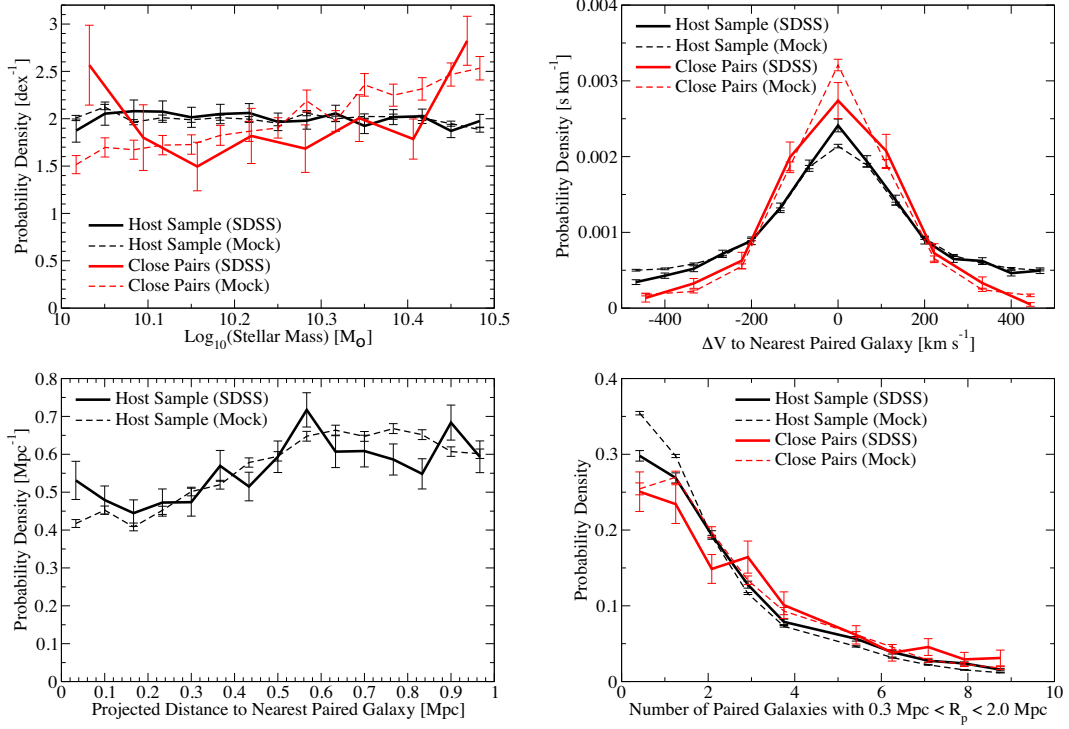 3
2.5
2
1.5
1
0.5
0
Probability Density [dex⁻¹]
Host Sample (SDSS)
Host Sample (Mock)
Close Pairs (SDSS)
Close Pairs (Mock)
10
10.1
10.2
10.3
10.4
10.5
Log₁₀(Stellar Mass) [M⊙]
0.004
0.003
0.002
0.001
0
Probability Density [s km⁻¹]
Host Sample (SDSS)
Host Sample (Mock)
Close Pairs (SDSS)
Close Pairs (Mock)
-400
-200
0
200
400
ΔV to Nearest Paired Galaxy [km s⁻¹]
0.8
0.7
0.6
0.5
0.4
0.3
0.2
0.1
0
Probability Density [Mpc⁻¹]
Host Sample (SDSS)
Host Sample (Mock)
0
0.1
0.2
0.3
0.4
0.5
0.6
0.7
0.8
0.9
1
Projected Distance to Nearest Paired Galaxy [Mpc]
0.4
0.3
0.2
0.1
0
Probability Density
Host Sample (SDSS)
Host Sample (Mock)
Close Pairs (SDSS)
Close Pairs (Mock)
0
2
4
6
8
10
Number of Paired Galaxies with 0.3 Mpc < Rₚ < 2.0 Mpc